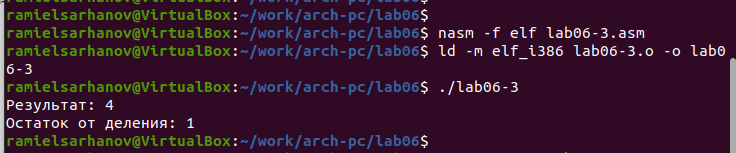 ramielsarhanov@VirtualBox:~/work/arch-pc/lab06$
ramielsarhanov@VirtualBox:~/work/arch-pc/lab06$ nasm -f elf lab06-3.asm
ramielsarhanov@VirtualBox:~/work/arch-pc/lab06$ ld -m elf_i386 lab06-3.o -o lab0
6-3
ramielsarhanov@VirtualBox:~/work/arch-pc/lab06$ ./lab06-3
Результат: 4
Остаток от деления: 1
ramielsarhanov@VirtualBox:~/work/arch-pc/lab06$